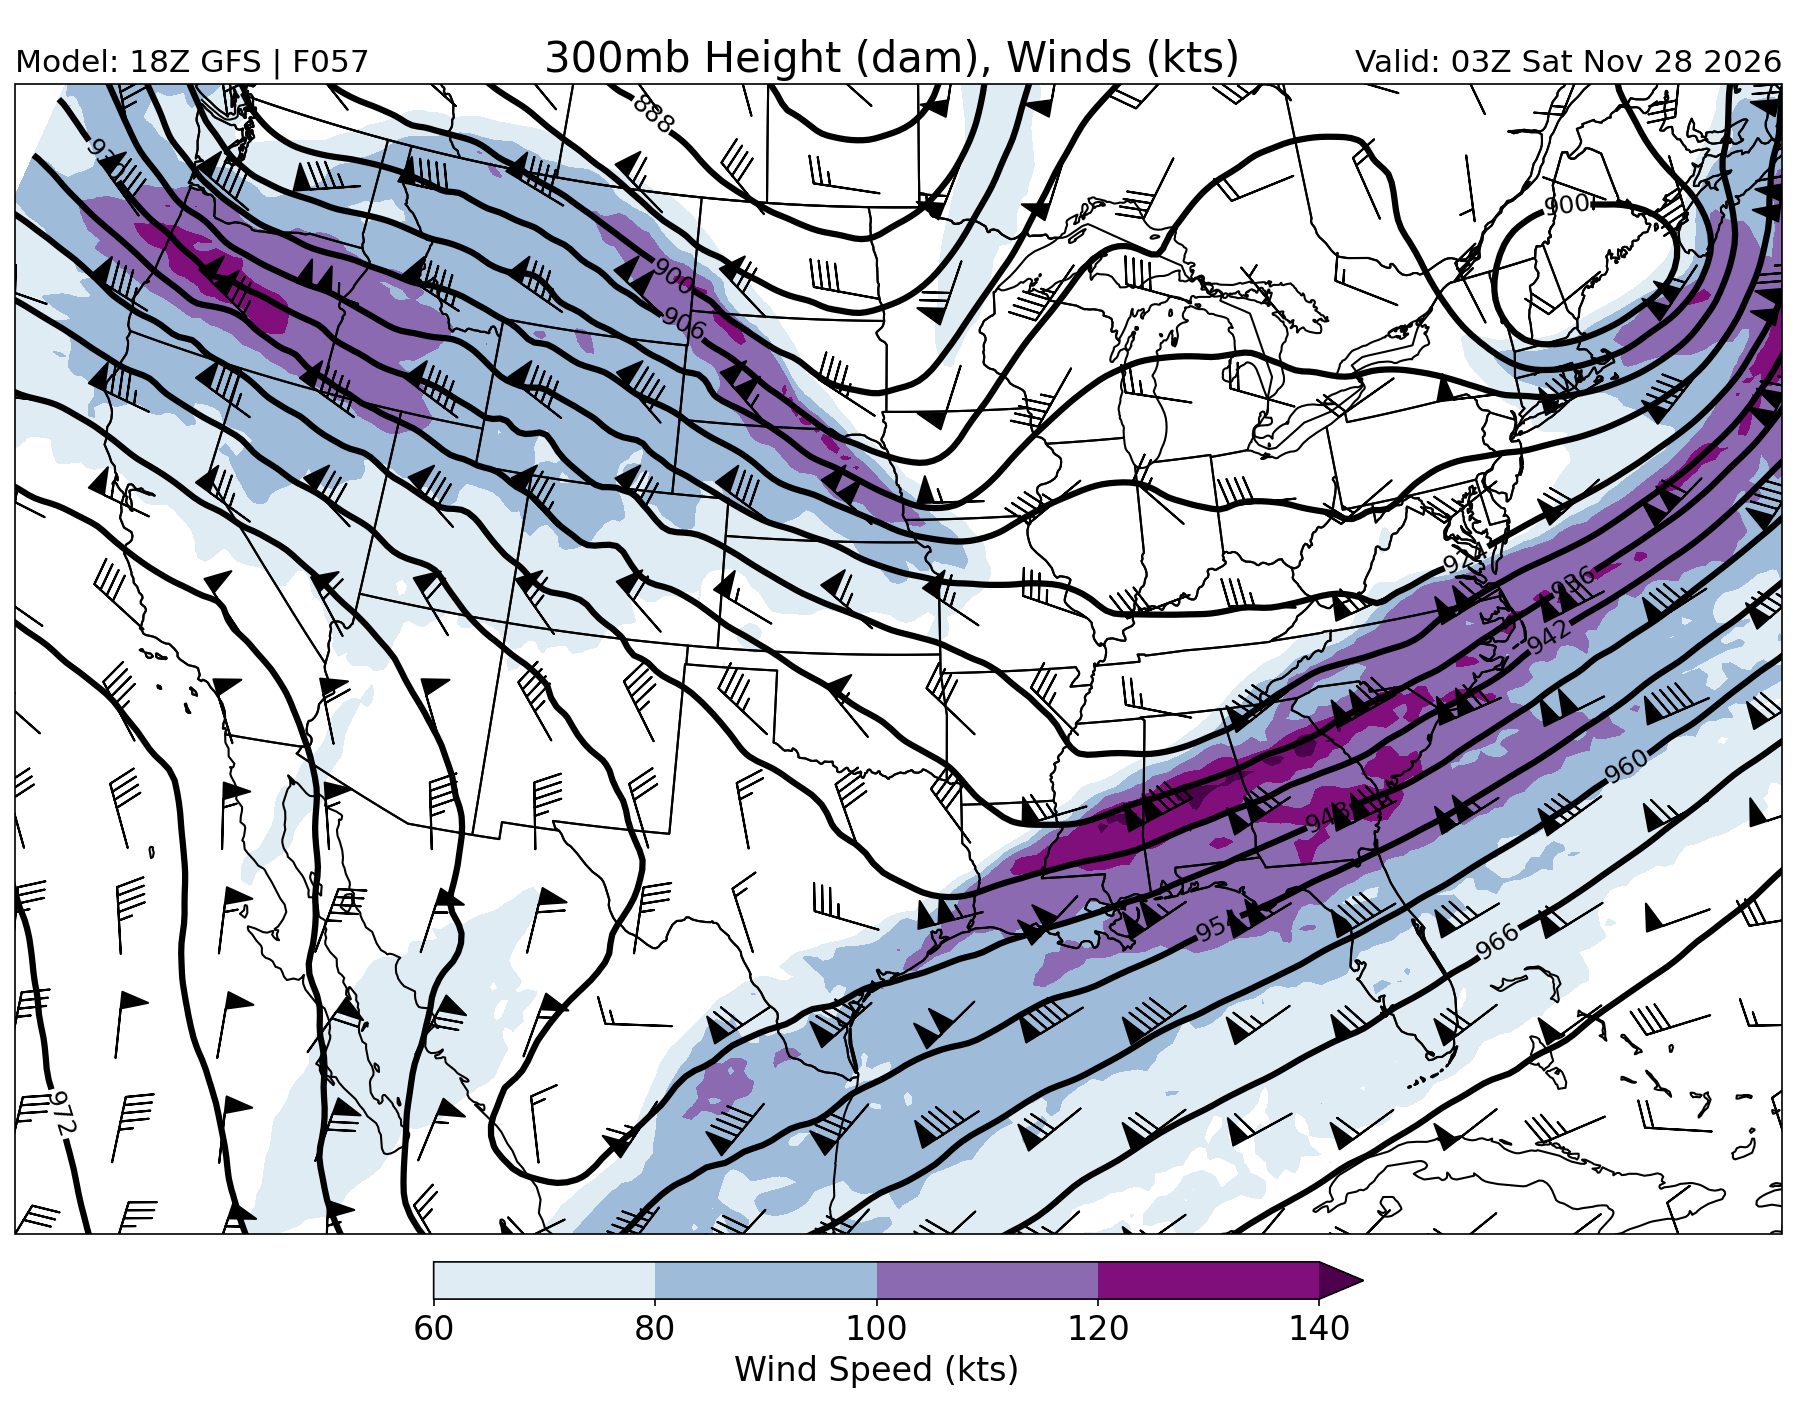 Model: 18Z GFS | F057
300mb Height (dam), Winds (kts)
Valid: 03Z Sat Nov 28 2026
888
900
900
906
924
936
942
948
954
960
966
972
60 80 100 120 140
Wind Speed (kts)